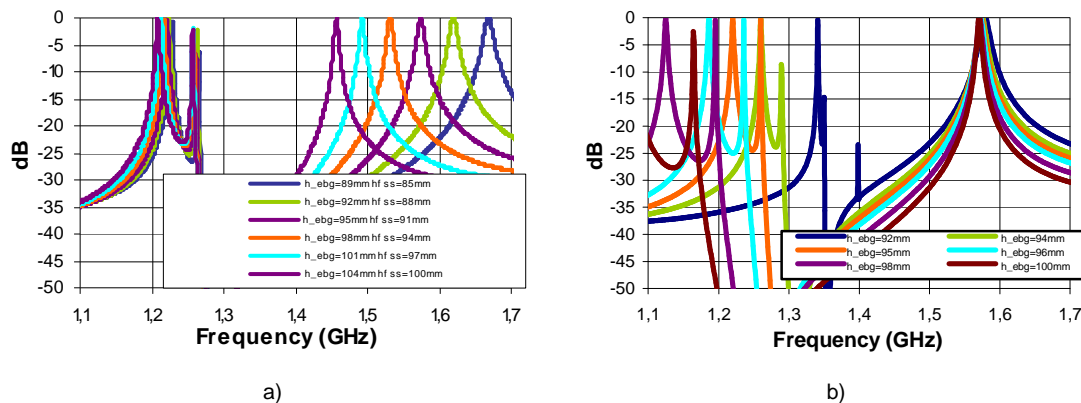 0
-5
-10
-15
-20
-25
-30
-35
-40
-45
-50
dB
h_ebg=89mm hf ss=85mm
h_ebg=92mm hf ss=88mm
h_ebg=95mm hf ss=91mm
h_ebg=98mm hf ss=94mm
h_ebg=101mm hf ss=97mm
h_ebg=104mm hf ss=100mm
1,1 1,2 1,3 1,4 1,5 1,6 1,7
Frequency (GHz)
a)
0
-5
-10
-15
-20
-25
-30
-35
-40
-45
-50
dB
h_ebg=92mm h_ebg=94mm
h_ebg=95mm h_ebg=96mm
h_ebg=98mm h_ebg=100mm
1,1 1,2 1,3 1,4 1,5 1,6 1,7
Frequency (GHz)
b)